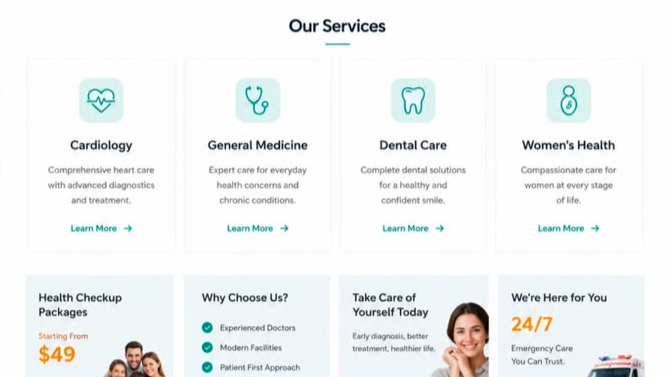 Our Services
Cardiology
Comprehensive heart care
with advanced diagnostics
and treatment.
Learn More →
General Medicine
Expert care for everyday
health concerns and
chronic conditions.
Learn More →
Dental Care
Complete dental solutions
for a healthy and
confident smile.
Learn More →
Women's Health
Compassionate care for
women at every stage
of life.
Learn More →
Health Checkup
Packages
Starting From
$49
Why Choose Us?
Experienced Doctors
Modern Facilities
Patient First Approach
Take Care of
Yourself Today
Early diagnosis, better
treatment, healthier life.
We're Here for You
24/7
Emergency Care
You Can Trust.